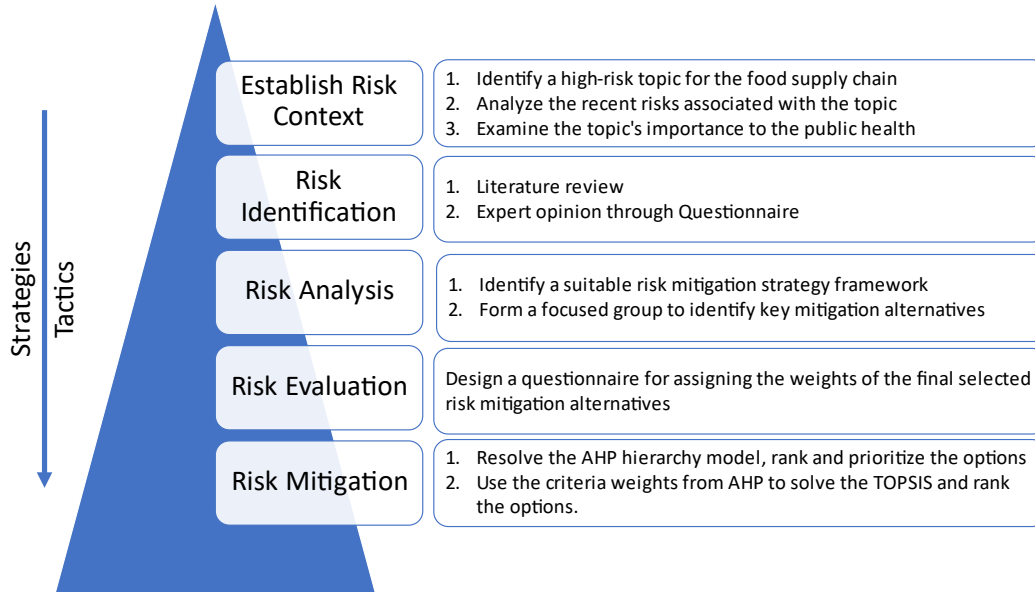 Strategies
Tactics
Establish Risk
Context
1. Identify a high-risk topic for the food supply chain
2. Analyze the recent risks associated with the topic
3. Examine the topic's importance to the public health
Risk
Identification
1. Literature review
2. Expert opinion through Questionnaire
Risk Analysis
1. Identify a suitable risk mitigation strategy framework
2. Form a focused group to identify key mitigation alternatives
Risk Evaluation
Design a questionnaire for assigning the weights of the final selected
risk mitigation alternatives
Risk Mitigation
1. Resolve the AHP hierarchy model, rank and prioritize the options
2. Use the criteria weights from AHP to solve the TOPSIS and rank
the options.